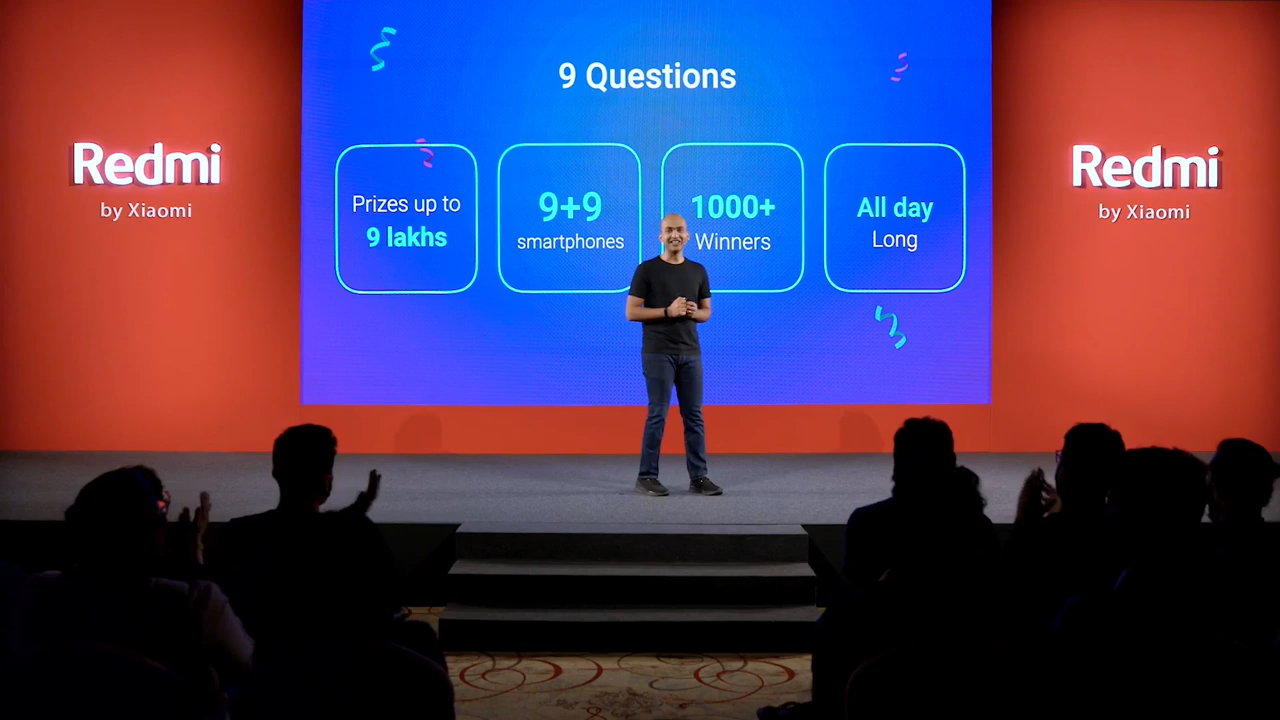 9 Questions
Redmi
by Xiaomi
Prizes up to
9 lakhs
9+9
smartphones
1000+
Winners
All day
Long
Redmi
by Xiaomi